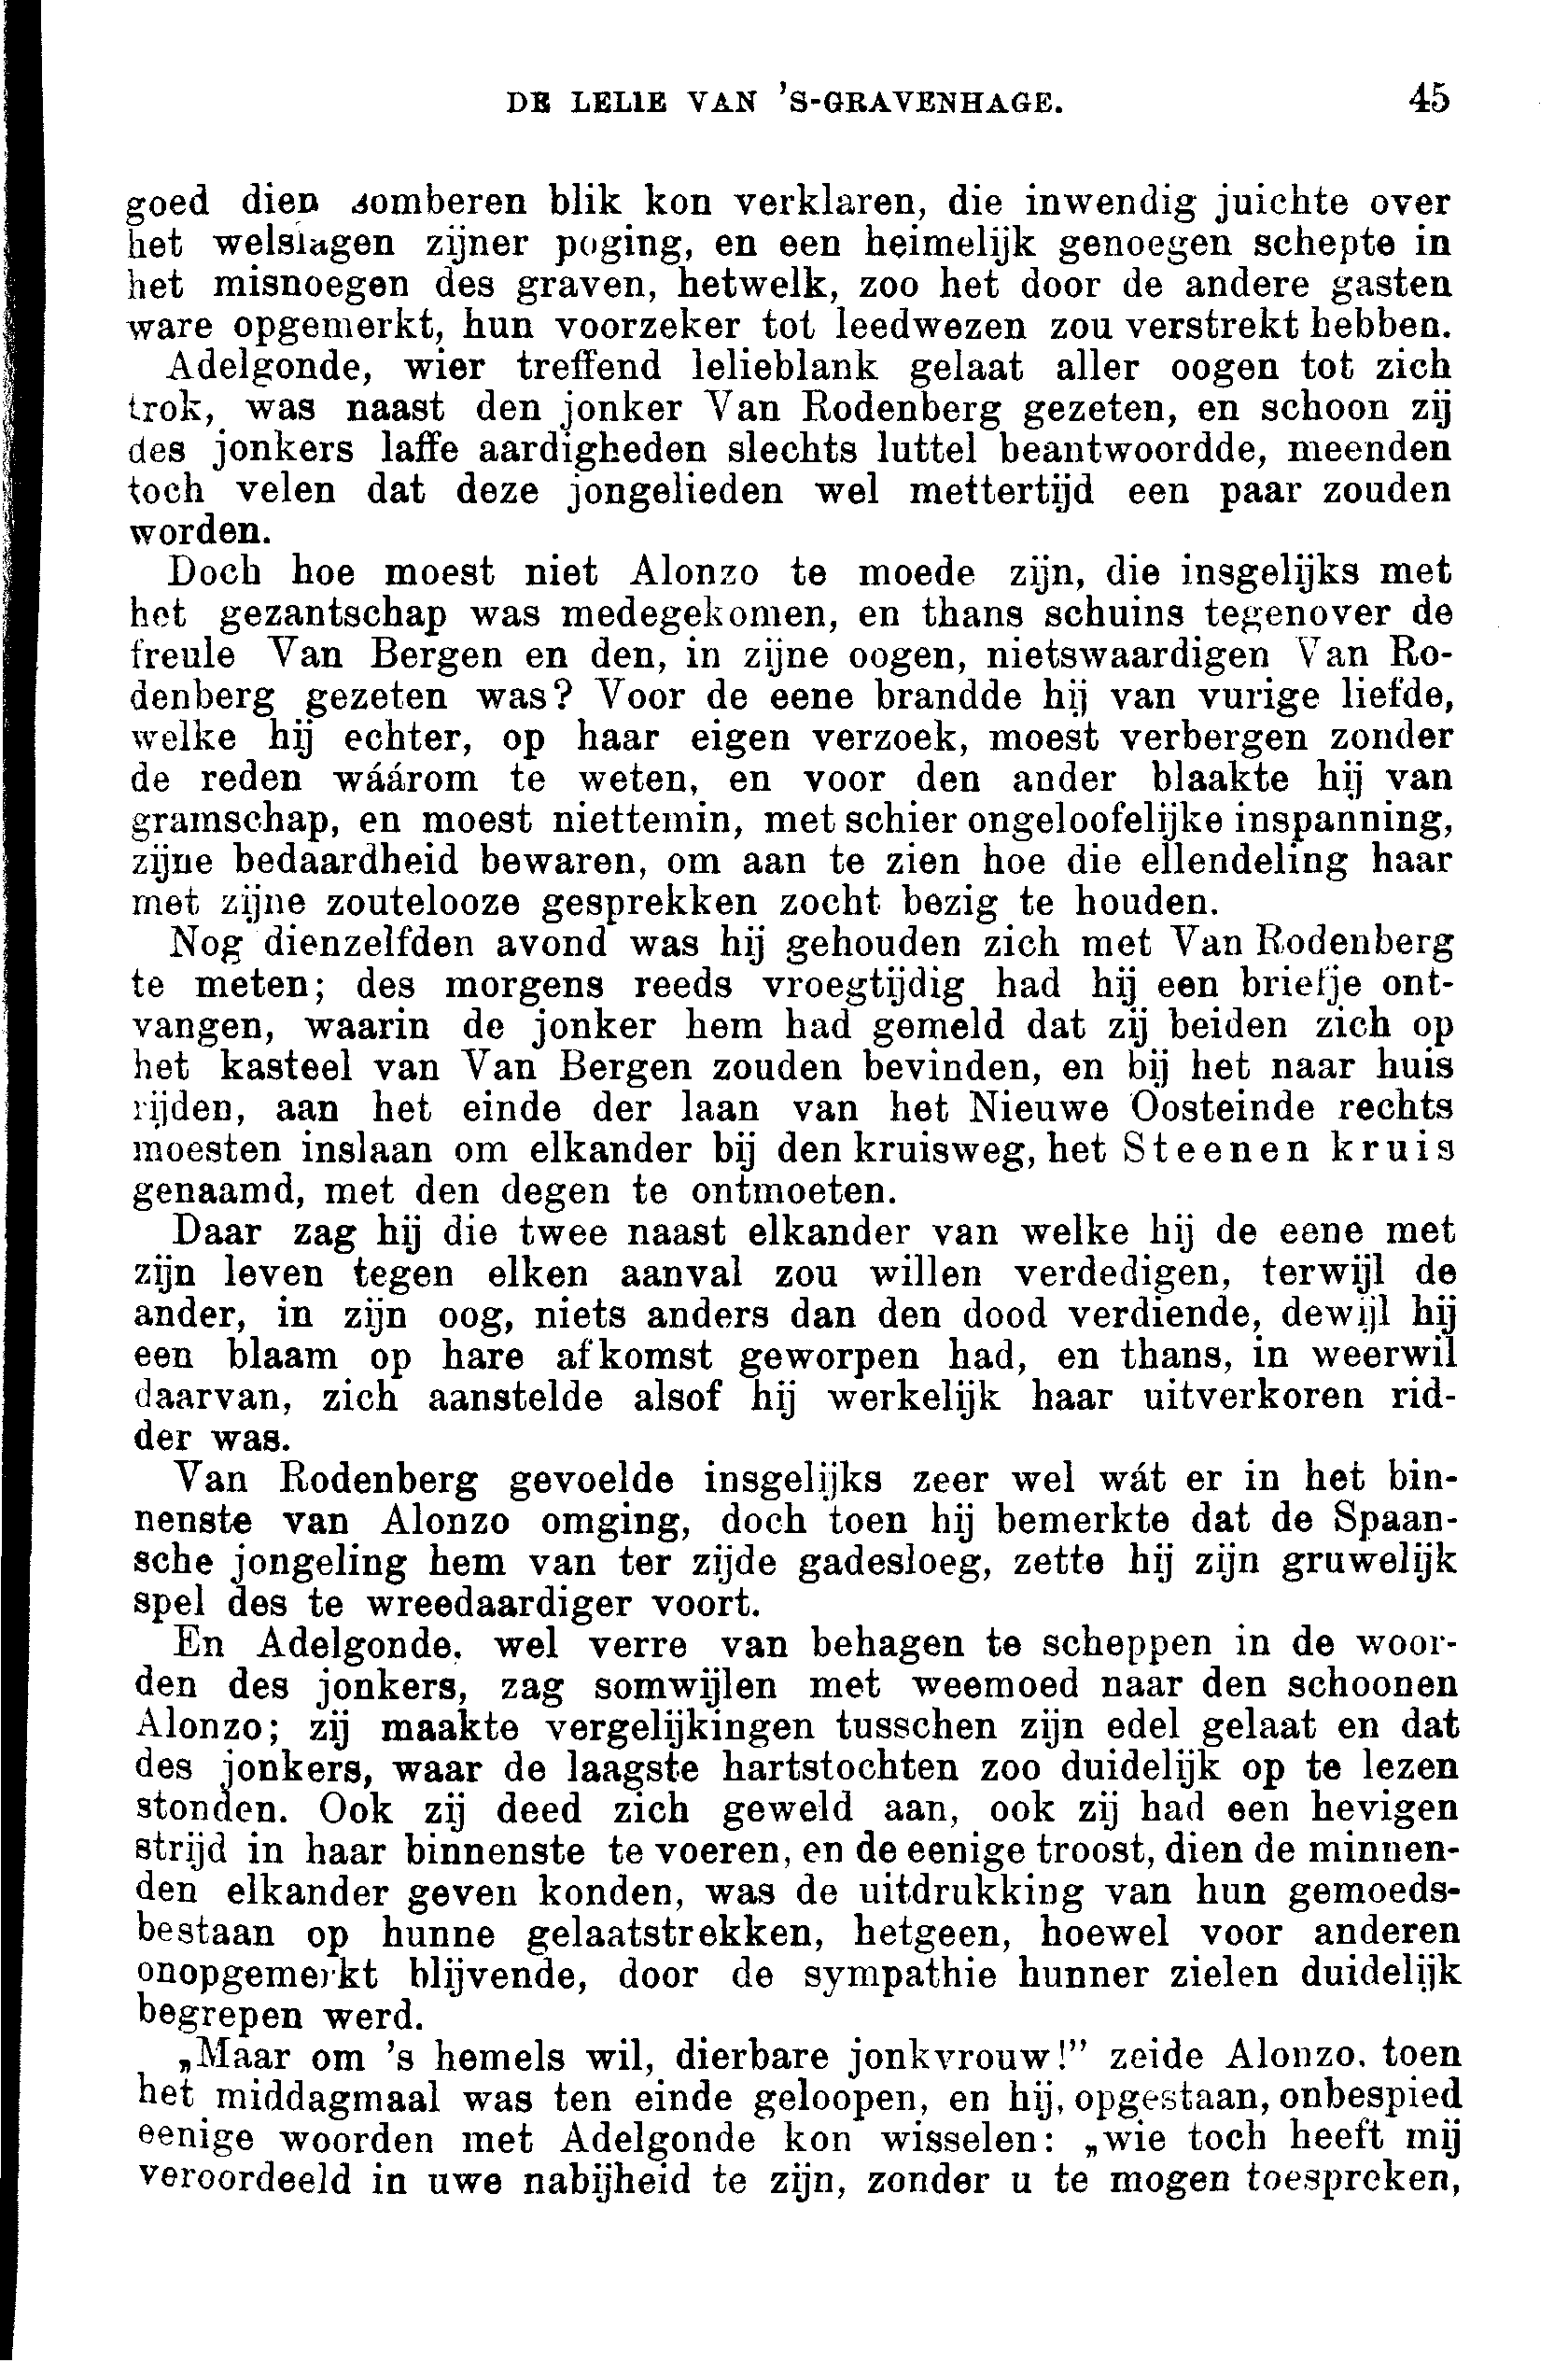 DE LELIE VAN 'S-GRAVENHAGE. 45
goed dien somberen blik kon verklaren, die inwendig juichte over
het welslagen zijner poging, en een heimelijk genoegen schepte in
het misnoegen des graven, hetwelk, zoo het door de andere gasten
ware opgemerkt, hun voorzeker tot leedwezen zou verstrekt hebben.
Adelgonde, wier treffend lelieblank gelaat aller oogen tot zich
trok, was naast den jonker Van Rodenberg gezeten, en schoon zij
des jonkers laffe aardigheden slechts luttel beantwoordde, meenden
toch velen dat deze jongelieden wel mettertijd een paar zouden
worden.
Doch hoe moest niet Alonzo te moede zijn, die insgelijks met
het gezantschap was medegekomen, en thans schuins tegenover de
freule Van Bergen en den, in zijne oogen, nietswaardigen Van Ro-
denberg gezeten was? Voor de eene brandde hij van vurige liefde,
welke hij echter, op haar eigen verzoek, moest verbergen zonder
de reden wáárom te weten, en voor den ander blaakte hij van
gramschap, en moest niettemin, met schier ongeloofelijke inspanning,
zijne bedaardheid bewaren, om aan te zien hoe die ellendeling haar
met zijne zoutelooze gesprekken zocht bezig te houden.
Nog dienzelfden avond was hij gehouden zich met Van Rodenberg
te meten; des morgens reeds vroegtijdig had hij een briefje ont-
vangen, waarin de jonker hem had gemeld dat zij beiden zich op
het kasteel van Van Bergen zouden bevinden, en bij het naar huis
rijden, aan het einde der laan van het Nieuwe Oosteinde rechts
moesten inslaan om elkander bij den kruisweg, het Steenen kruis
genaamd, met den degen te ontmoeten.
Daar zag hij die twee naast elkander van welke hij de eene met
zijn leven tegen elken aanval zou willen verdedigen, terwijl de
ander, in zijn oog, niets anders dan den dood verdiende, dewijl hij
een blaam op hare afkomst geworpen had, en thans, in weerwil
daarvan, zich aanstelde alsof hij werkelijk haar uitverkoren rid-
der was.
Van Rodenberg gevoelde insgelijks zeer wel wát er in het bin-
nenste van Alonzo omging, doch toen hij bemerkte dat de Spaan-
sche jongeling hem van ter zijde gadesloeg, zette hij zijn gruwelijk
spel des te wreedaardiger voort.
En Adelgonde, wel verre van behagen te scheppen in de woor-
den des jonkers, zag somwijlen met weemoed naar den schoonen
Alonzo; zij maakte vergelijkingen tusschen zijn edel gelaat en dat
des jonkers, waar de laagste hartstochten zoo duidelijk op te lezen
stonden. Ook zij deed zich geweld aan, ook zij had een hevigen
strijd in haar binnenste te voeren, en de eenige troost, dien de minnen-
den elkander geven konden, was de uitdrukking van hun gemoeds-
bestaan op hunne gelaatstrekken, hetgeen, hoewel voor anderen
onopgemerkt blijvende, door de sympathie hunner zielen duidelijk
begrepen werd.
„Maar om 's hemels wil, dierbare jonkvrouw!” zeide Alonzo, toen
het middagmaal was ten einde geloopen, en hij, opgestaan, onbespied
eenige woorden met Adelgonde kon wisselen: „wie toch heeft mij
veroordeeld in uwe nabijheid te zijn, zonder u te mogen toespreken,